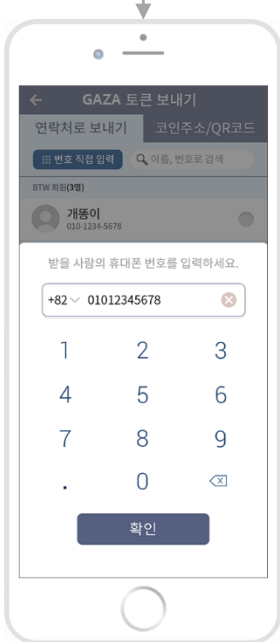 GAZA 토큰 보내기
연락처로 보내기 코인주소/QR코드
번호 직접 입력 이름, 번호로 검색
BTW 회원(3명)
개똥이
010-1234-5678
받을 사람의 휴대폰 번호를 입력하세요.
+82 01012345678
1 2 3
4 5 6
7 8 9
. 0
확인